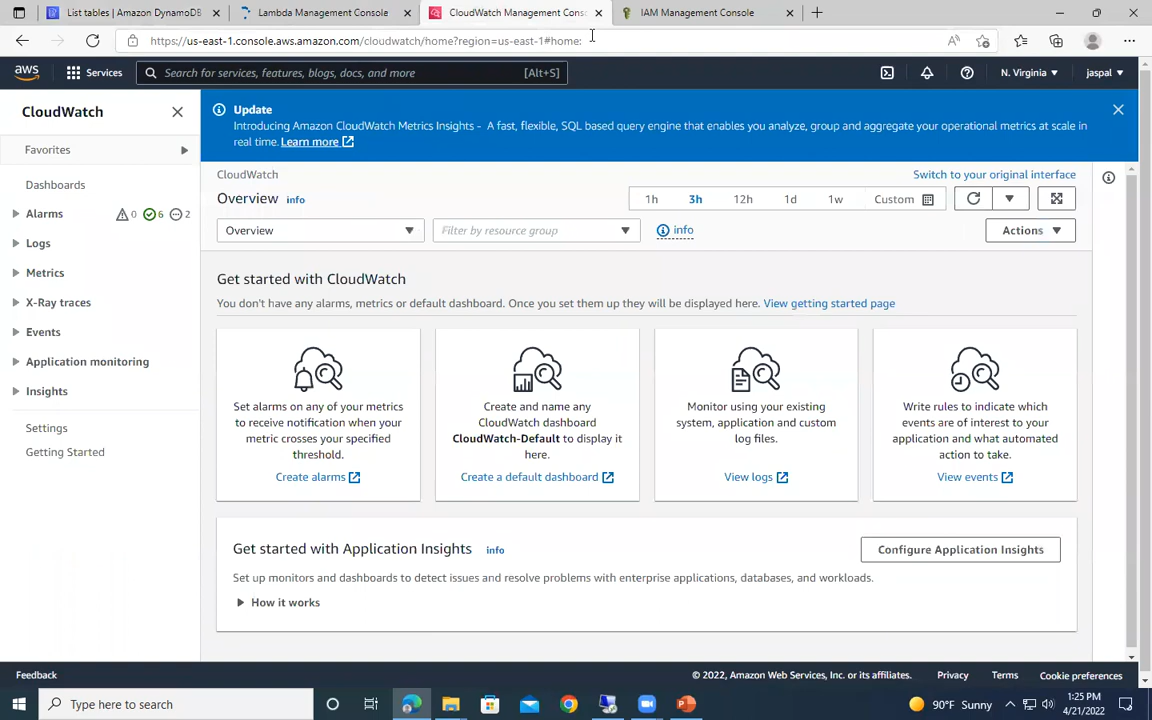 List tables | Amazon DynamoDB
Lambda Management Console
CloudWatch Management Conso
IAM Management Console
https://us-east-1.console.aws.amazon.com/cloudwatch/home?region=us-east-1#home:
aws
Services
Search for services, features, blogs, docs, and more
[Alt+S]
N. Virginia
jaspal
CloudWatch
Favorites
Dashboards
Alarms
0
6
2
Logs
Metrics
X-Ray traces
Events
Application monitoring
Insights
Settings
Getting Started
Update
Introducing Amazon CloudWatch Metrics Insights - A fast, flexible, SQL based query engine that enables you analyze, group and aggregate your operational metrics at scale in
real time. Learn more
CloudWatch
Switch to your original interface
Overview info
1h
3h
12h
1d
1w
Custom
Overview
Filter by resource group
info
Actions
Get started with CloudWatch
You don't have any alarms, metrics or default dashboard. Once you set them up they will be displayed here. View getting started page
Set alarms on any of your metrics
to receive notification when your
metric crosses your specified
threshold.
Create alarms
Create and name any
CloudWatch dashboard
CloudWatch-Default to display it
here.
Create a default dashboard
Monitor using your existing
system, application and custom
log files.
View logs
Write rules to indicate which
events are of interest to your
application and what automated
action to take.
View events
Get started with Application Insights info
Configure Application Insights
Set up monitors and dashboards to detect issues and resolve problems with enterprise applications, databases, and workloads.
How it works
Feedback
© 2022, Amazon Web Services, Inc. or its affiliates.
Privacy
Terms
Cookie preferences
Type here to search
90°F Sunny
1:25 PM
4/21/2022